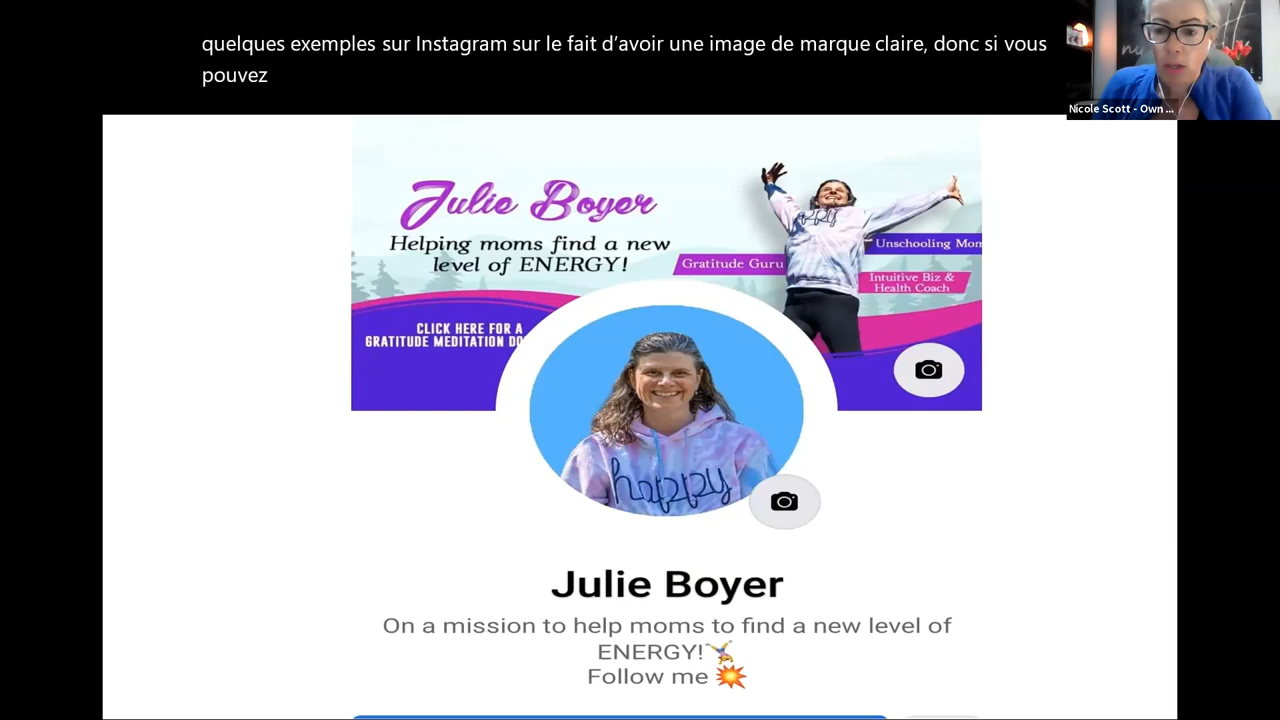 quelques exemples sur Instagram sur le fait d’avoir une image de marque claire, donc si vous
pouvez
Nicole Scott - Own ...
Julie Boyer
Helping moms find a new
level of ENERGY!
Gratitude Guru
Unschooling Mom
Intuitive Biz &
Health Coach
CLICK HERE FOR A
GRATITUDE MEDITATION
happy
Julie Boyer
On a mission to help moms to find a new level of
ENERGY!🤸
Follow me 💥